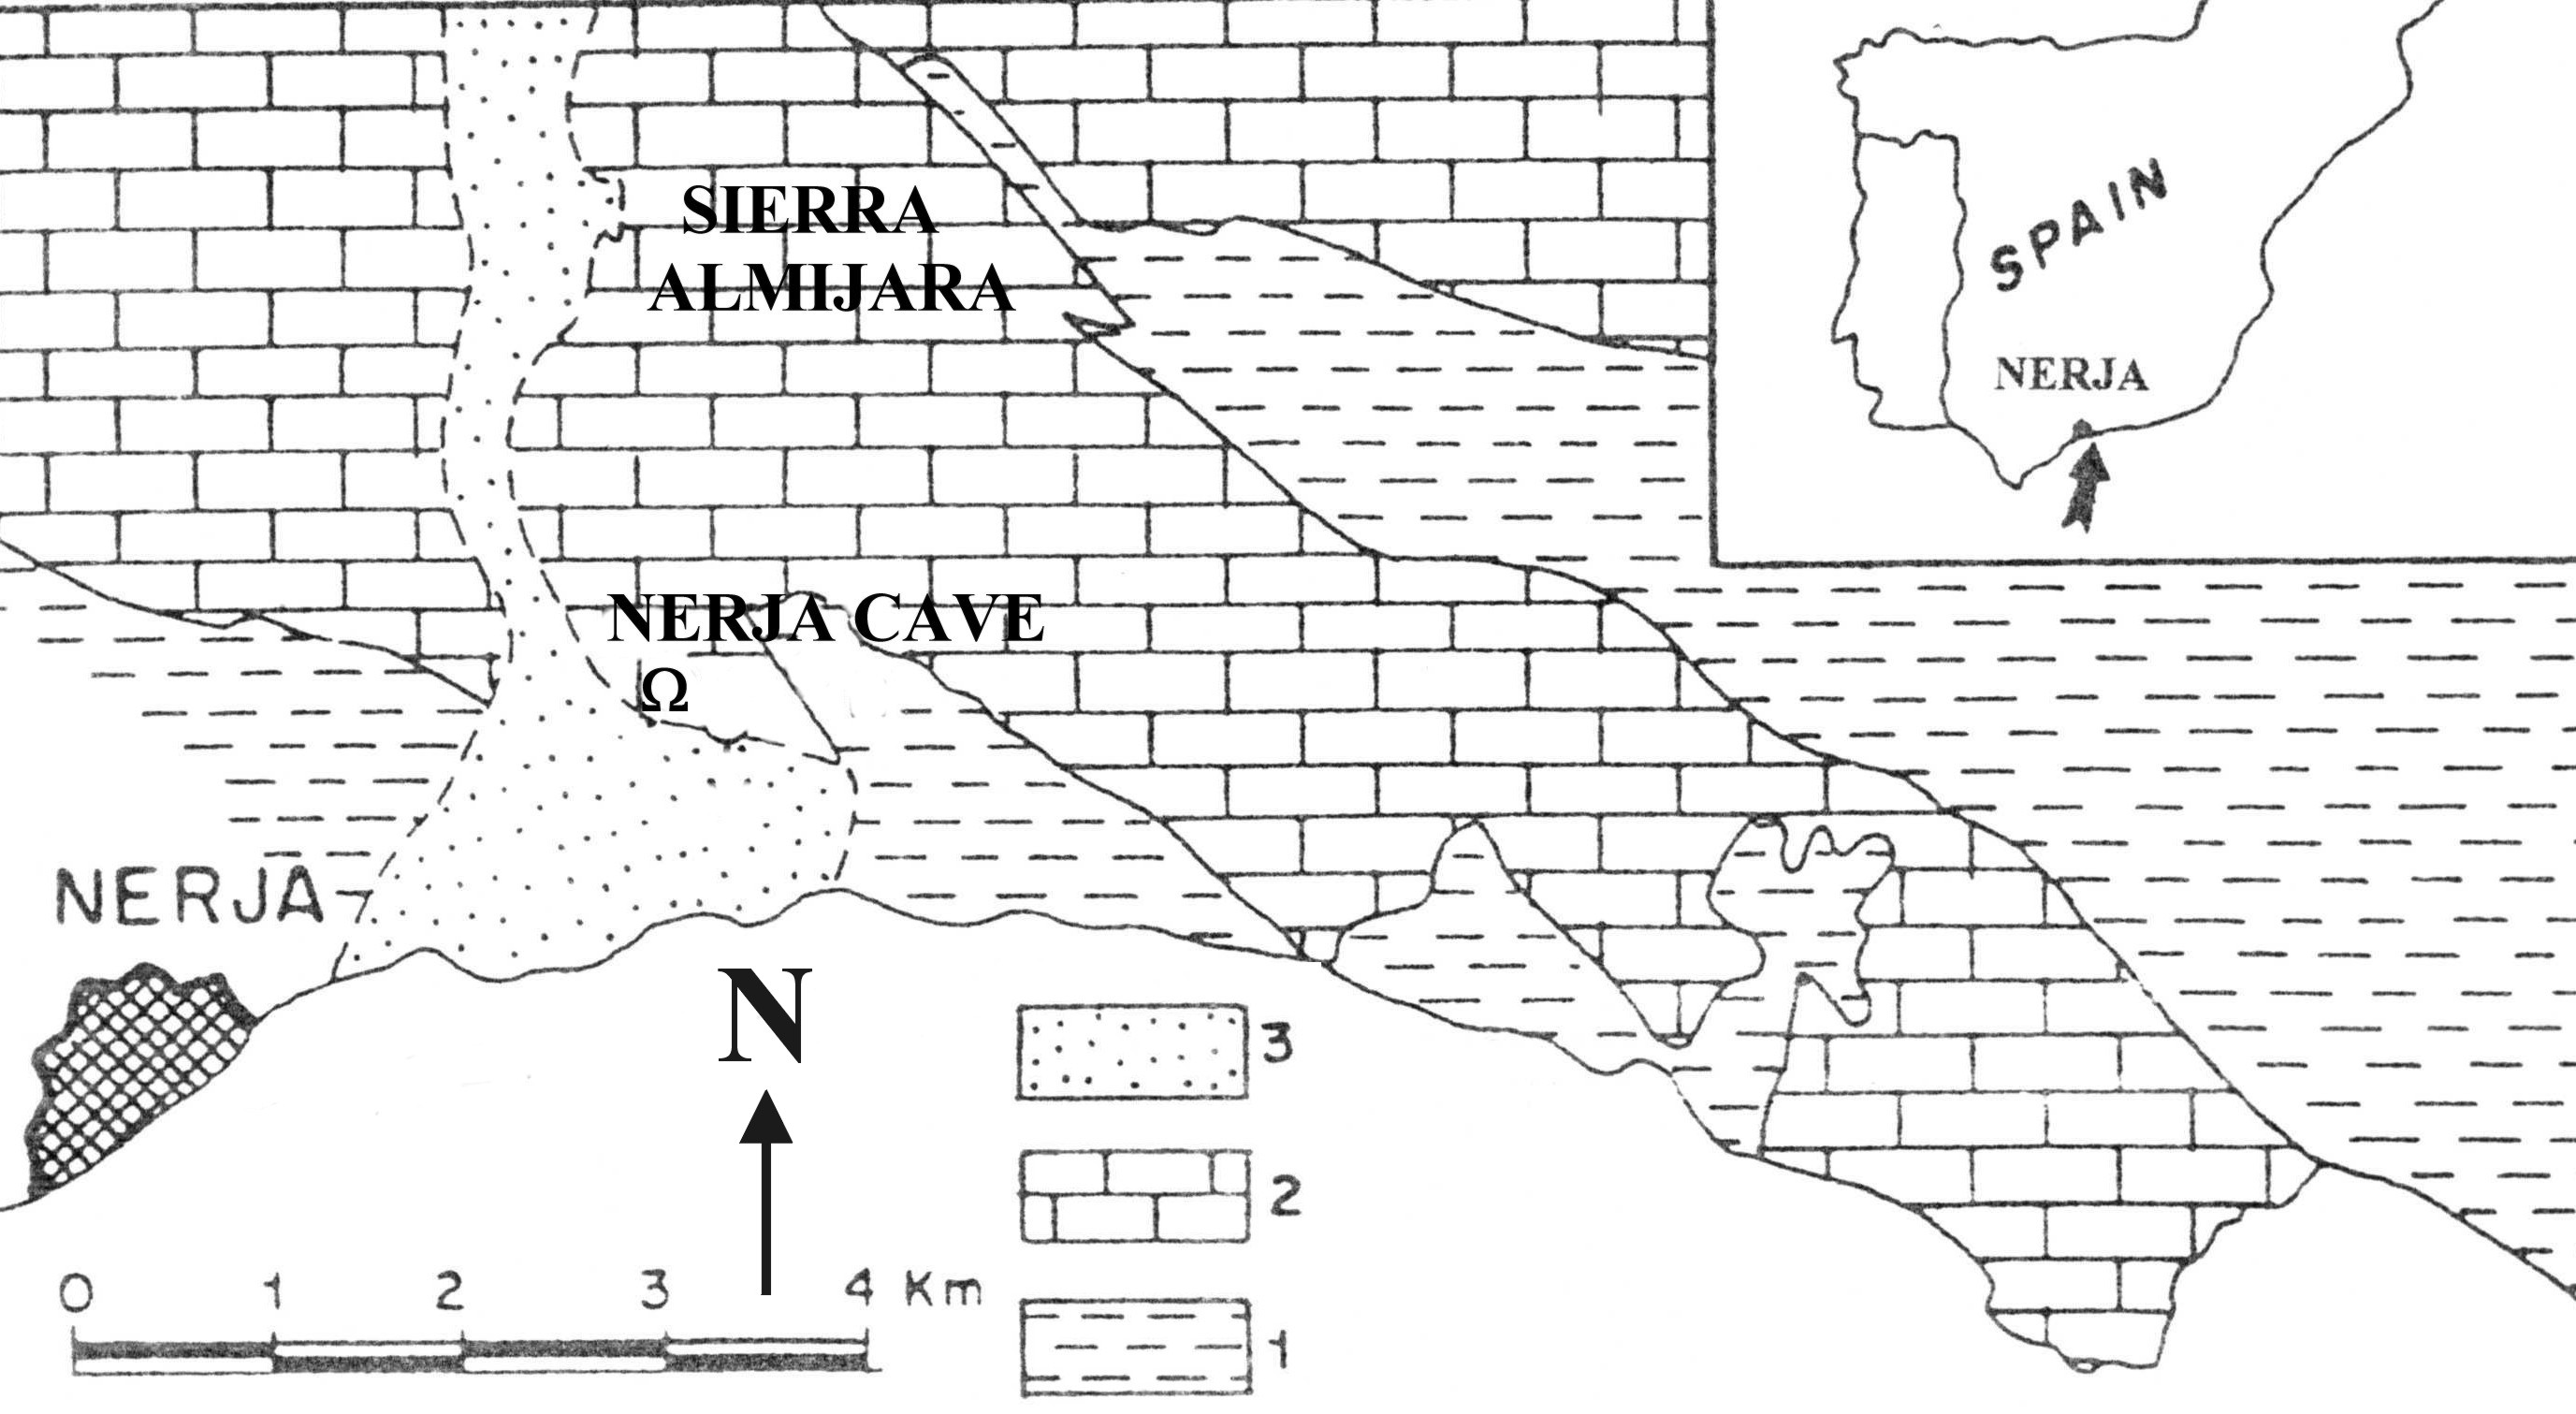 SIERRA
ALMIJARA
SPAIN
NERJA
NERJA CAVE
Ω
NERJA
N
3
2
1
0 1 2 3 4 Km